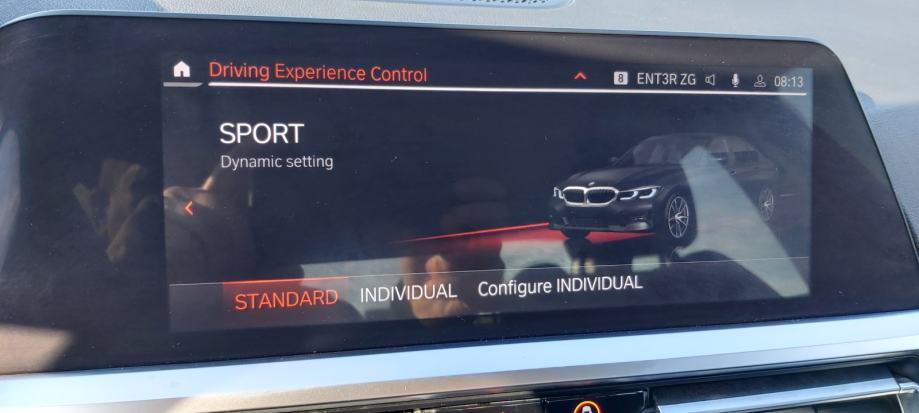 Driving Experience Control
8 ENT3R ZG 08:13
SPORT
Dynamic setting
STANDARD INDIVIDUAL Configure INDIVIDUAL